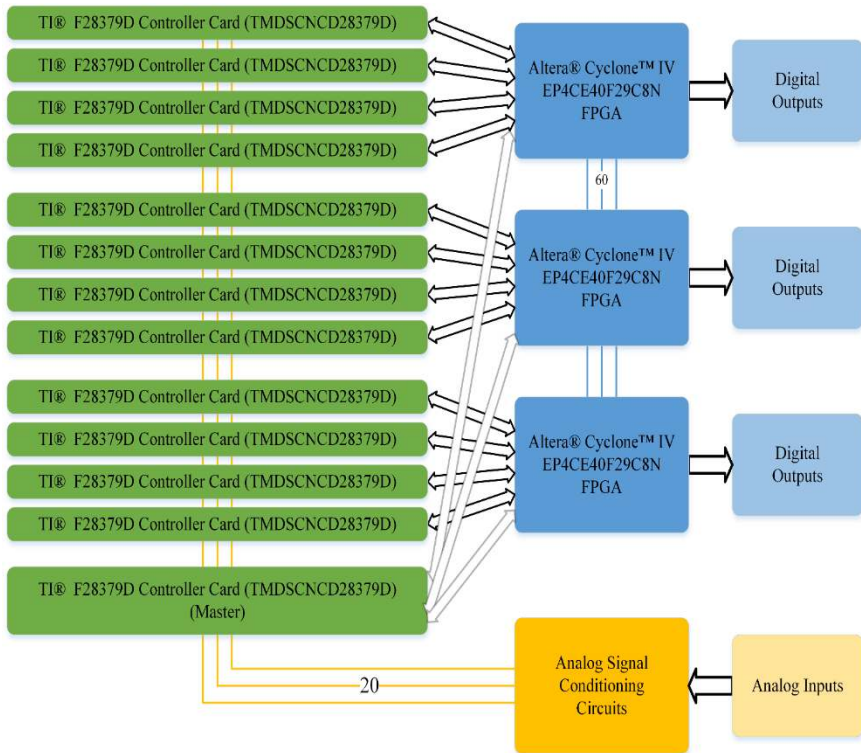 TI® F28379D Controller Card (TMDSCNCD28379D)
TI® F28379D Controller Card (TMDSCNCD28379D)
TI® F28379D Controller Card (TMDSCNCD28379D)
TI® F28379D Controller Card (TMDSCNCD28379D)
Altera® Cyclone™ IV
EP4CE40F29C8N
FPGA
Digital
Outputs
60
TI® F28379D Controller Card (TMDSCNCD28379D)
TI® F28379D Controller Card (TMDSCNCD28379D)
TI® F28379D Controller Card (TMDSCNCD28379D)
TI® F28379D Controller Card (TMDSCNCD28379D)
Altera® Cyclone™ IV
EP4CE40F29C8N
FPGA
Digital
Outputs
TI® F28379D Controller Card (TMDSCNCD28379D)
TI® F28379D Controller Card (TMDSCNCD28379D)
TI® F28379D Controller Card (TMDSCNCD28379D)
TI® F28379D Controller Card (TMDSCNCD28379D)
Altera® Cyclone™ IV
EP4CE40F29C8N
FPGA
Digital
Outputs
TI® F28379D Controller Card (TMDSCNCD28379D)
(Master)
20
Analog Signal
Conditioning
Circuits
Analog Inputs